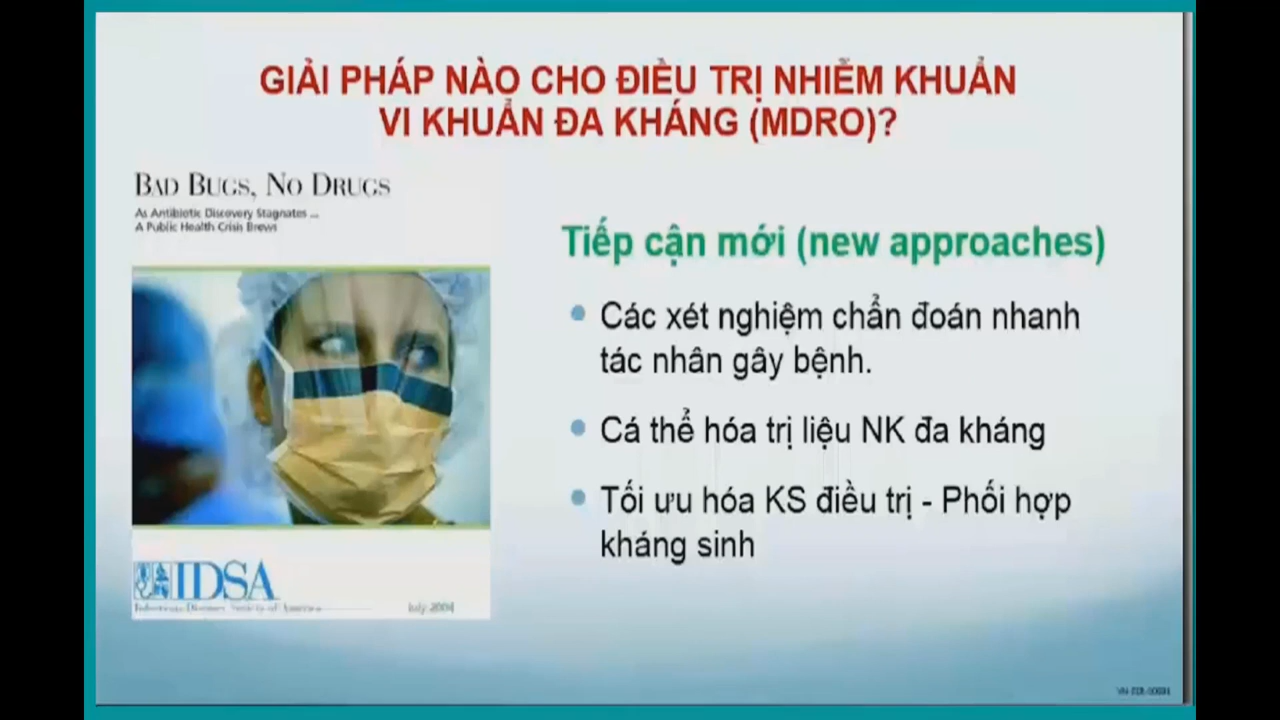 GIẢI PHÁP NÀO CHO ĐIỀU TRỊ NHIỄM KHUẨN
VI KHUẨN ĐA KHÁNG (MDRO)?
BAD BUGS, NO DRUGS
As Antibiotic Discovery Stagnates ...
A Public Health Crisis Brews
IDSA
Infectious Diseases Society of America
July 2004
Tiếp cận mới (new approaches)
Các xét nghiệm chẩn đoán nhanh
tác nhân gây bệnh.
Cá thể hóa trị liệu NK đa kháng
Tối ưu hóa KS điều trị - Phối hợp
kháng sinh